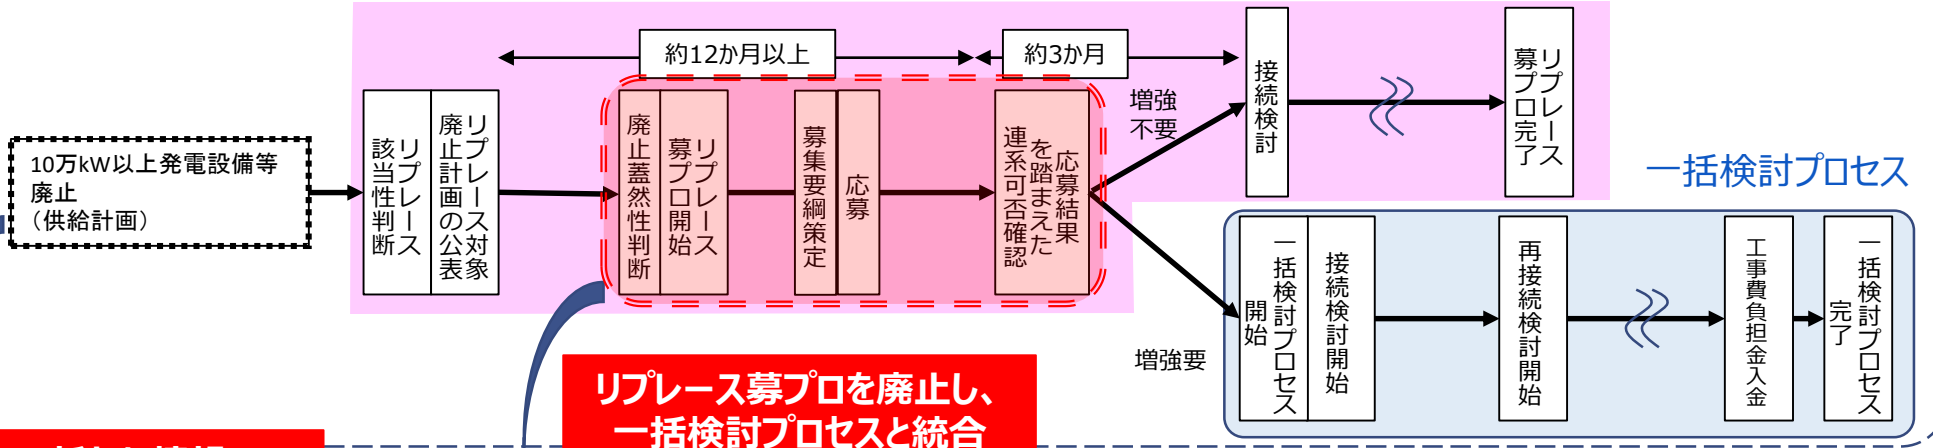 約12か月以上
約3か月
10万kW以上発電設備等
廃止
（供給計画）
リプレース
該当性判断
リプレース対象
廃止計画の公表
廃止蓋然性判断
リプレース
募プロ開始
募集要綱策定
応募
応募結果
を踏まえた
連系可否確認
増強
不要
接続検討
リプレース
募プロ完了
一括検討プロセス
増強要
一括検討プロセス
開始
接続検討開始
再接続検討開始
工事費負担金入金
一括検討プロセス
完了
リプレース募プロを廃止し、
一括検討プロセスと統合